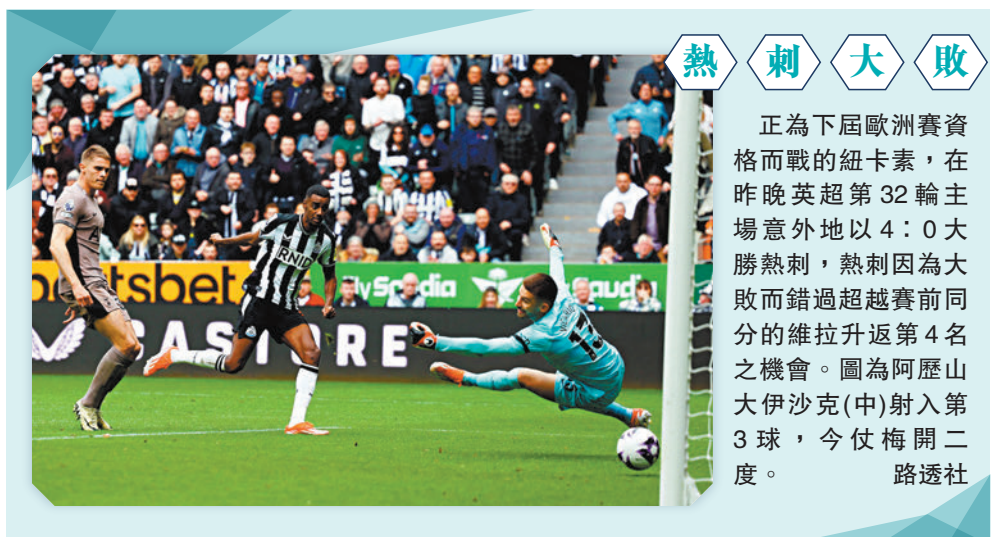 熱刺大敗
正為下屆歐洲賽資
格而戰的紐卡素，在
昨晚英超第32輪主
場意外地以4：0大
勝熱刺，熱刺因為大
敗而錯過超越賽前同
分的維拉升返第4名
之機會。圖為阿歷山
大伊沙克(中)射入第
3球，今仗梅開二
度。 路透社
tsbet
CASTORE
RNID
13